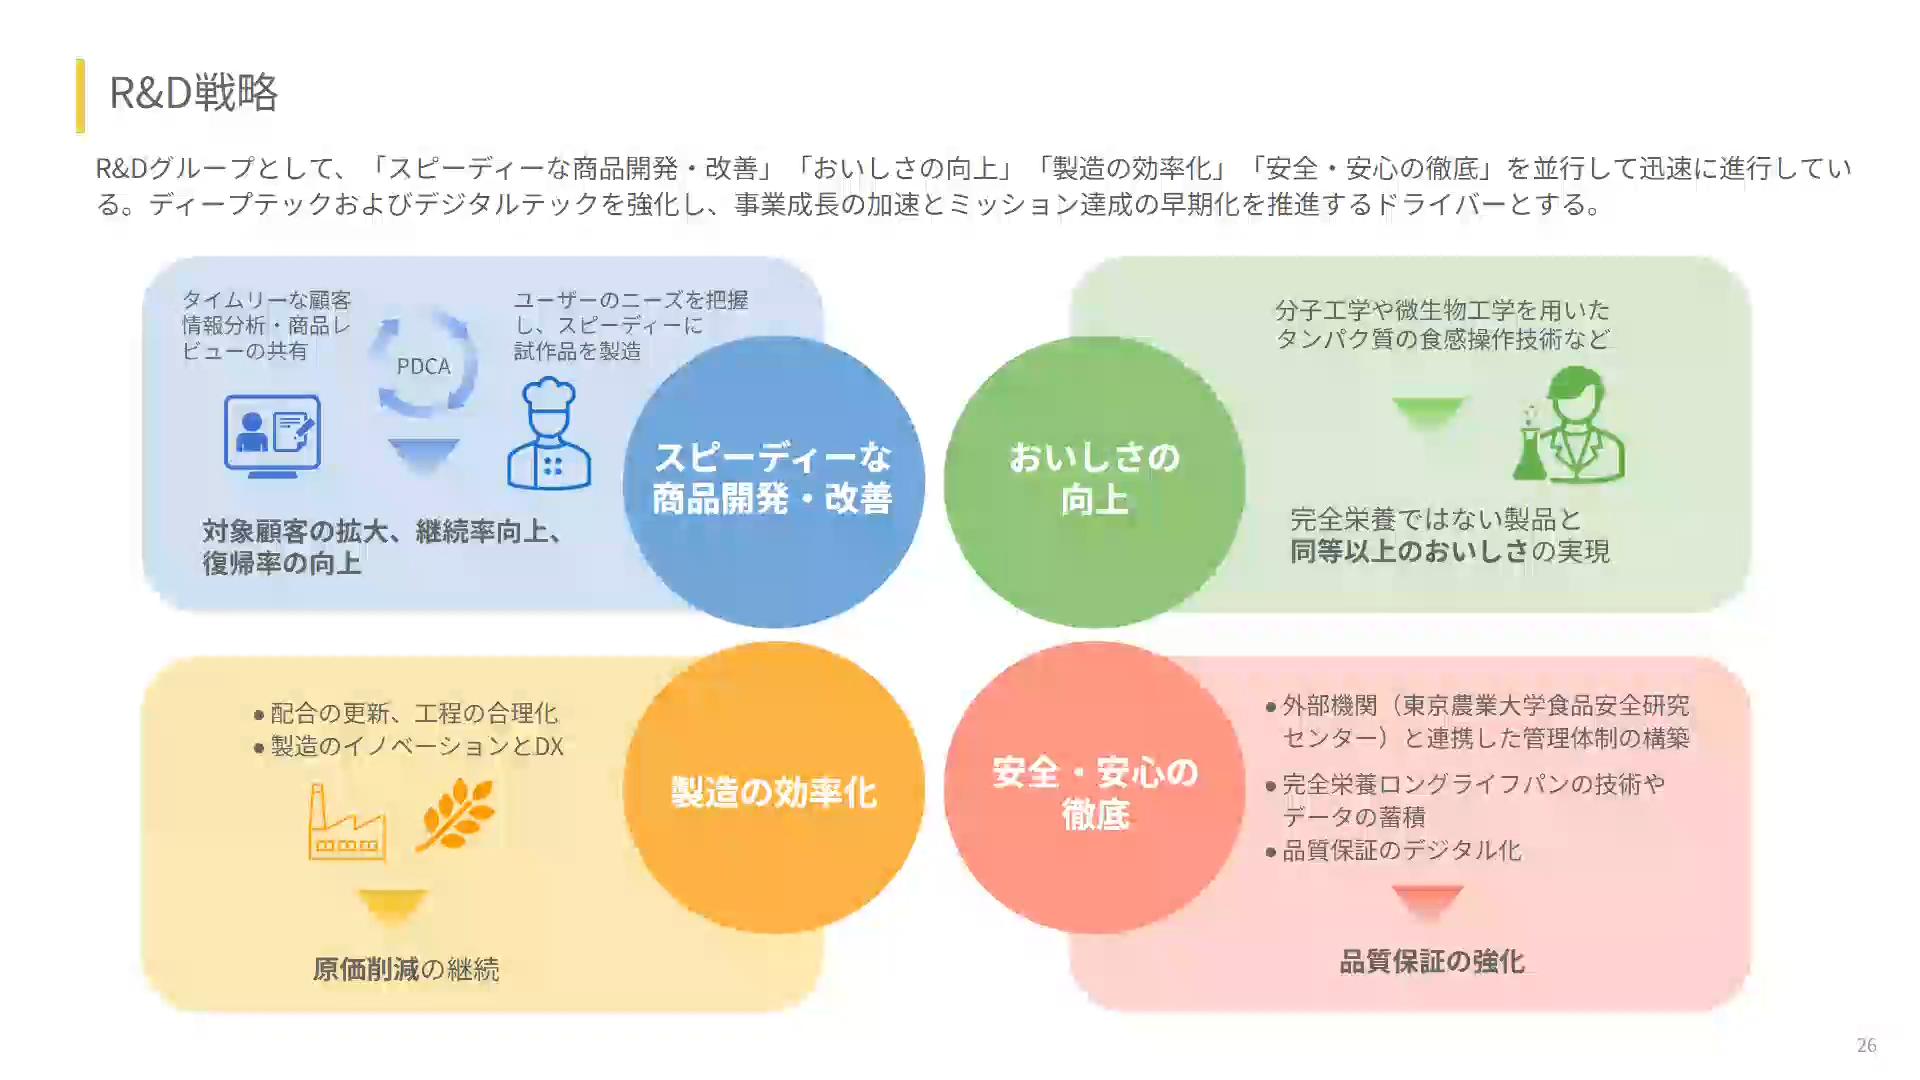 R&D戦略
R&Dグループとして、「スピーディーな商品開発・改善」「おいしさの向上」「製造の効率化」「安全・安心の徹底」を並行して迅速に進行してい
る。ディープテックおよびデジタルテックを強化し、事業成長の加速とミッション達成の早期化を推進するドライバーとする。
タイムリーな顧客
情報分析・商品レ
ビューの共有
PDCA
ユーザーのニーズを把握
し、スピーディーに
試作品を製造
対象顧客の拡大、継続率向上、
復帰率の向上
スピーディーな
商品開発・改善
おいしさの
向上
分子工学や微生物工学を用いた
タンパク質の食感操作技術など
完全栄養ではない製品と
同等以上のおいしさの実現
●配合の更新、工程の合理化
●製造のイノベーションとDX
原価削減の継続
製造の効率化
安全・安心の
徹底
●外部機関（東京農業大学食品安全研究
センター）と連携した管理体制の構築
●完全栄養ロングライフパンの技術や
データの蓄積
●品質保証のデジタル化
品質保証の強化
26